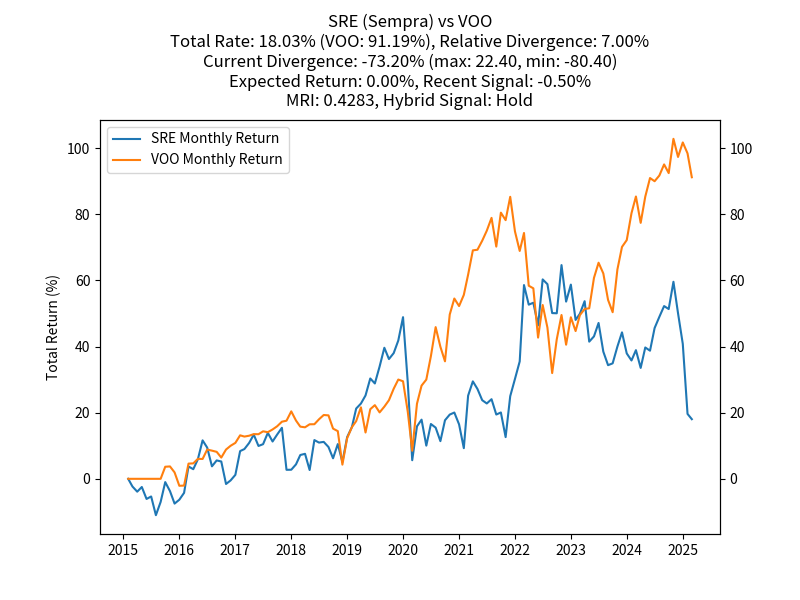 SRE (Sempra) vs VOO
Total Rate: 18.03% (VOO: 91.19%), Relative Divergence: 7.00%
Current Divergence: -73.20% (max: 22.40, min: -80.40)
Expected Return: 0.00%, Recent Signal: -0.50%
MRI: 0.4283, Hybrid Signal: Hold
SRE Monthly Return
VOO Monthly Return
Total Return (%)
100
80
60
40
20
0
100
80
60
40
20
0
2015 2016 2017 2018 2019 2020 2021 2022 2023 2024 2025